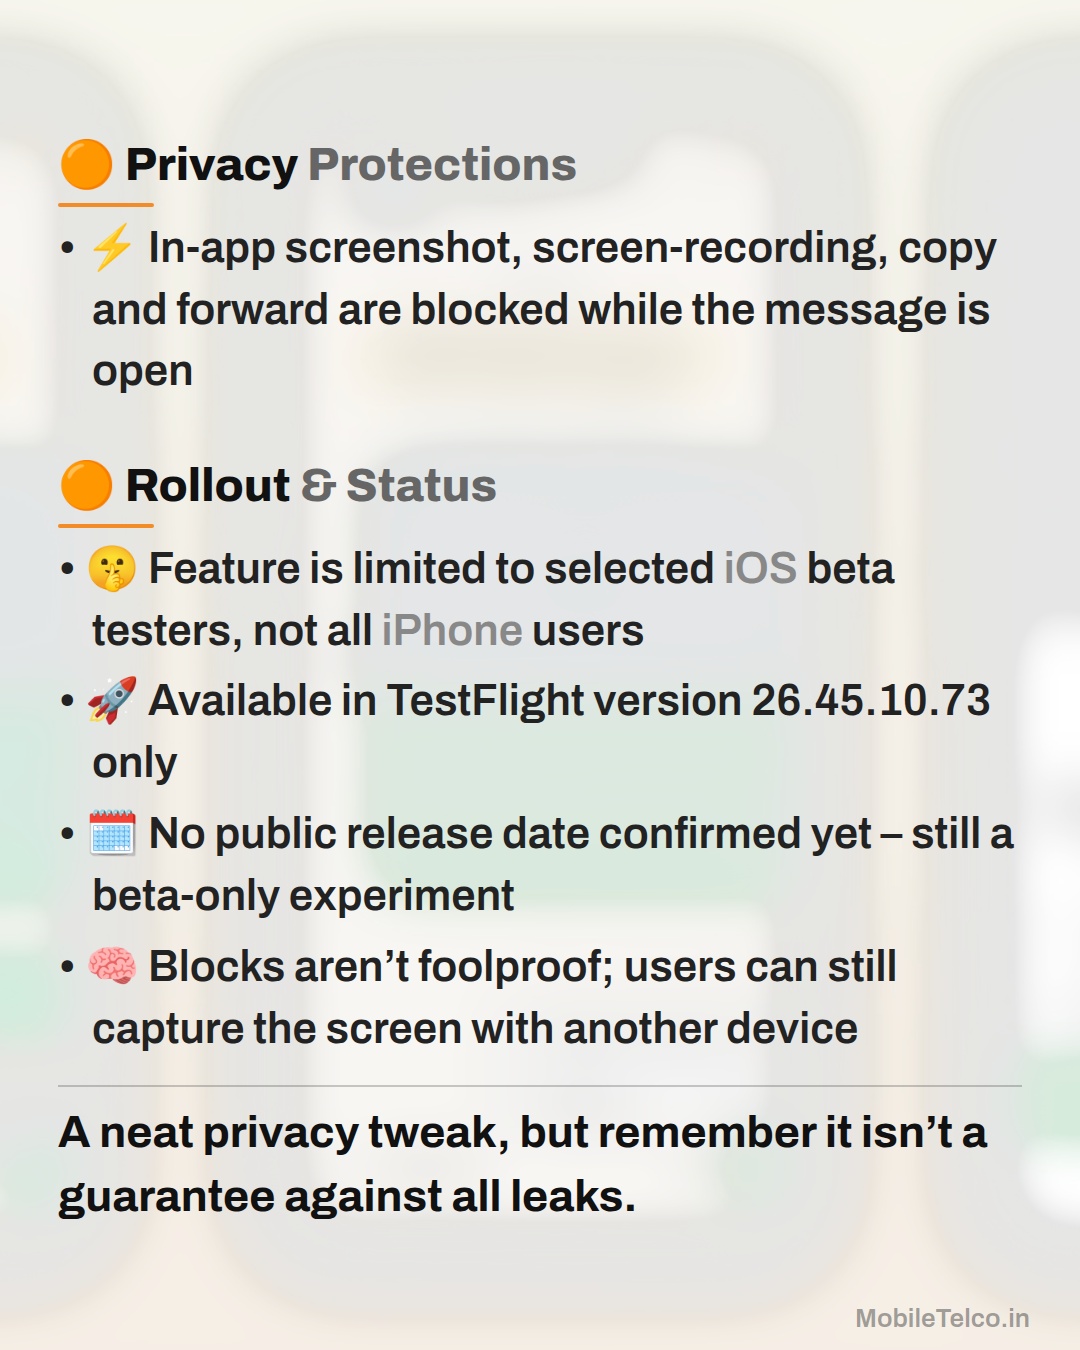 🟠 Privacy Protections
• ⚡ In-app screenshot, screen-recording, copy
and forward are blocked while the message is
open
🟠 Rollout & Status
• 🤫 Feature is limited to selected iOS beta
testers, not all iPhone users
• 🚀 Available in TestFlight version 26.45.10.73
only
• 🗓️ No public release date confirmed yet – still a
beta-only experiment
• 🧠 Blocks aren’t foolproof; users can still
capture the screen with another device
A neat privacy tweak, but remember it isn’t a
guarantee against all leaks.
MobileTelco.in